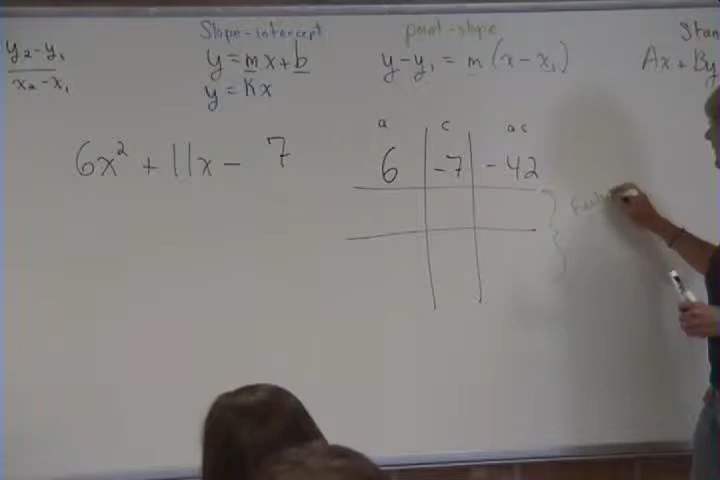 y₂-y₁
x₂-x₁
Slope-intercept
y = mx+b
y = Kx
point-slope
y-y₁ = m (x-x₁)
Stan
Ax + By
6x² + 11x - 7
a c ac
6 -7 -42